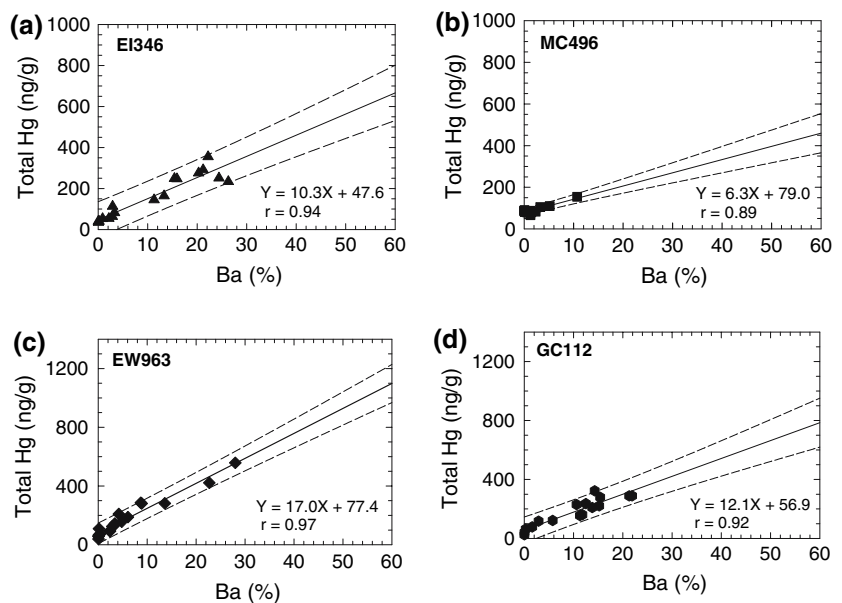 (a)
EI346
1000
800
600
400
200
0
Total Hg (ng/g)
Y = 10.3X + 47.6
r = 0.94
0 10 20 30 40 50 60
Ba (%)
(b)
MC496
1000
800
600
400
200
0
Total Hg (ng/g)
Y = 6.3X + 79.0
r = 0.89
0 10 20 30 40 50 60
Ba (%)
(c)
EW963
1200
800
400
0
Total Hg (ng/g)
Y = 17.0X + 77.4
r = 0.97
0 10 20 30 40 50 60
Ba (%)
(d)
GC112
1200
800
400
0
Total Hg (ng/g)
Y = 12.1X + 56.9
r = 0.92
0 10 20 30 40 50 60
Ba (%)